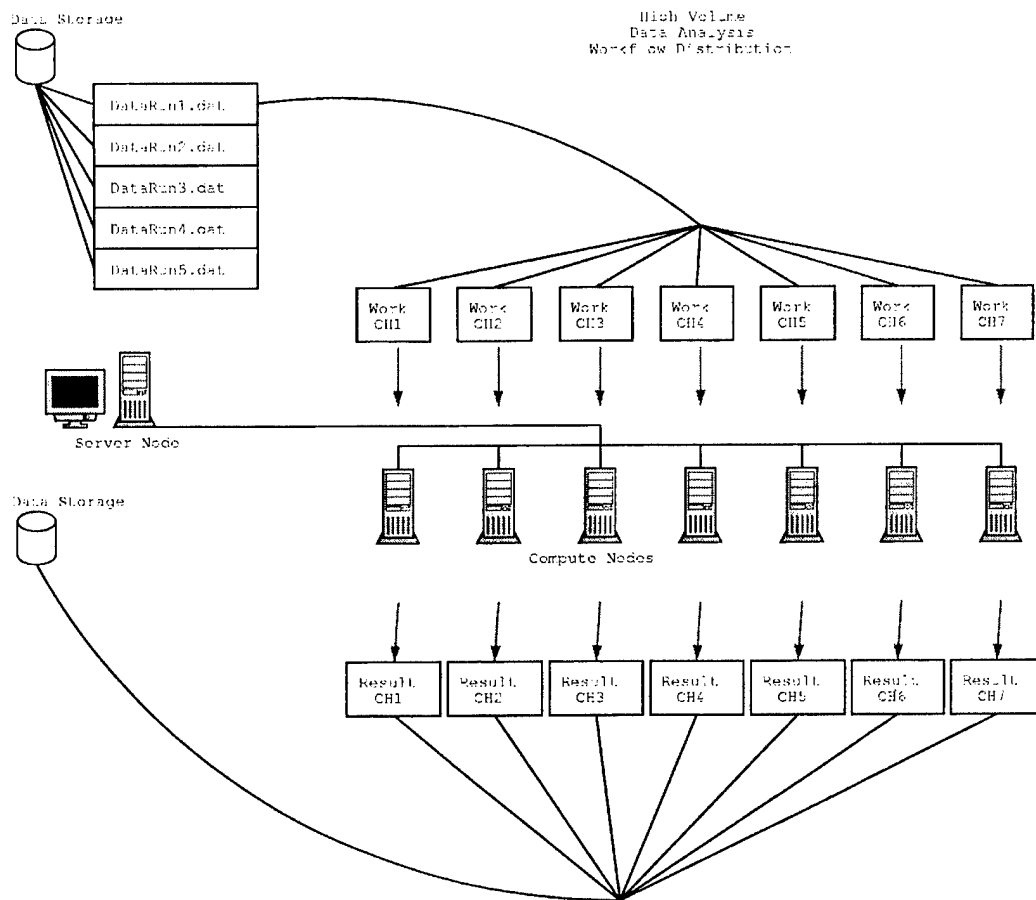 Data Storage
High Volume
Data Analysis
Workflow Distribution
DataRun1.dat
DataRun2.dat
DataRun3.dat
DataRun4.dat
DataRun5.dat
Work
CH1
Work
CH2
Work
CH3
Work
CH4
Work
CH5
Work
CH6
Work
CH7
Server Node
Data Storage
Compute Nodes
Result
CH1
Result
CH2
Result
CH3
Result
CH4
Result
CH5
Result
CH6
Result
CH7